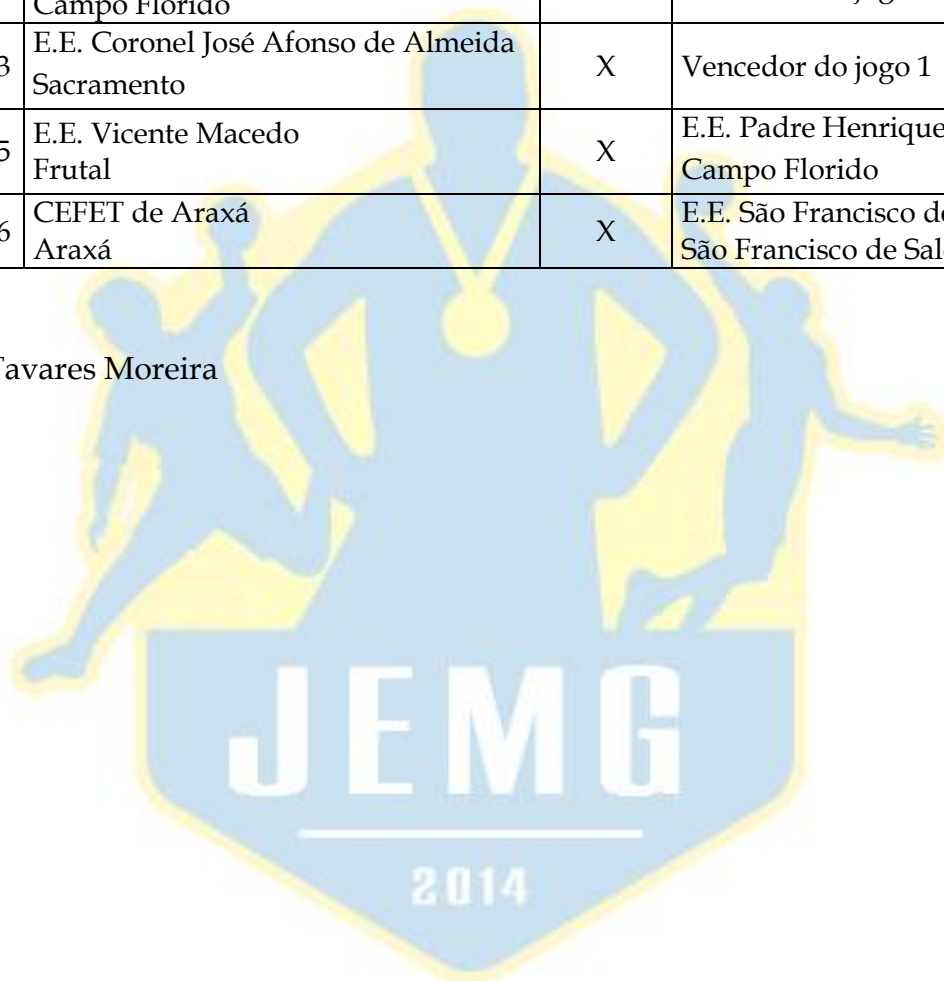 Campo Florido
jog
3
E.E. Coronel José Afonso de Almeida
Sacramento
X
Vencedor do jogo 1
5
E.E. Vicente Macedo
Frutal
X
E.E. Padre Henrique
Campo Florido
6
CEFET de Araxá
Araxá
X
E.E. São Francisco de
São Francisco de Sal
Tavares Moreira
JEMG
2014